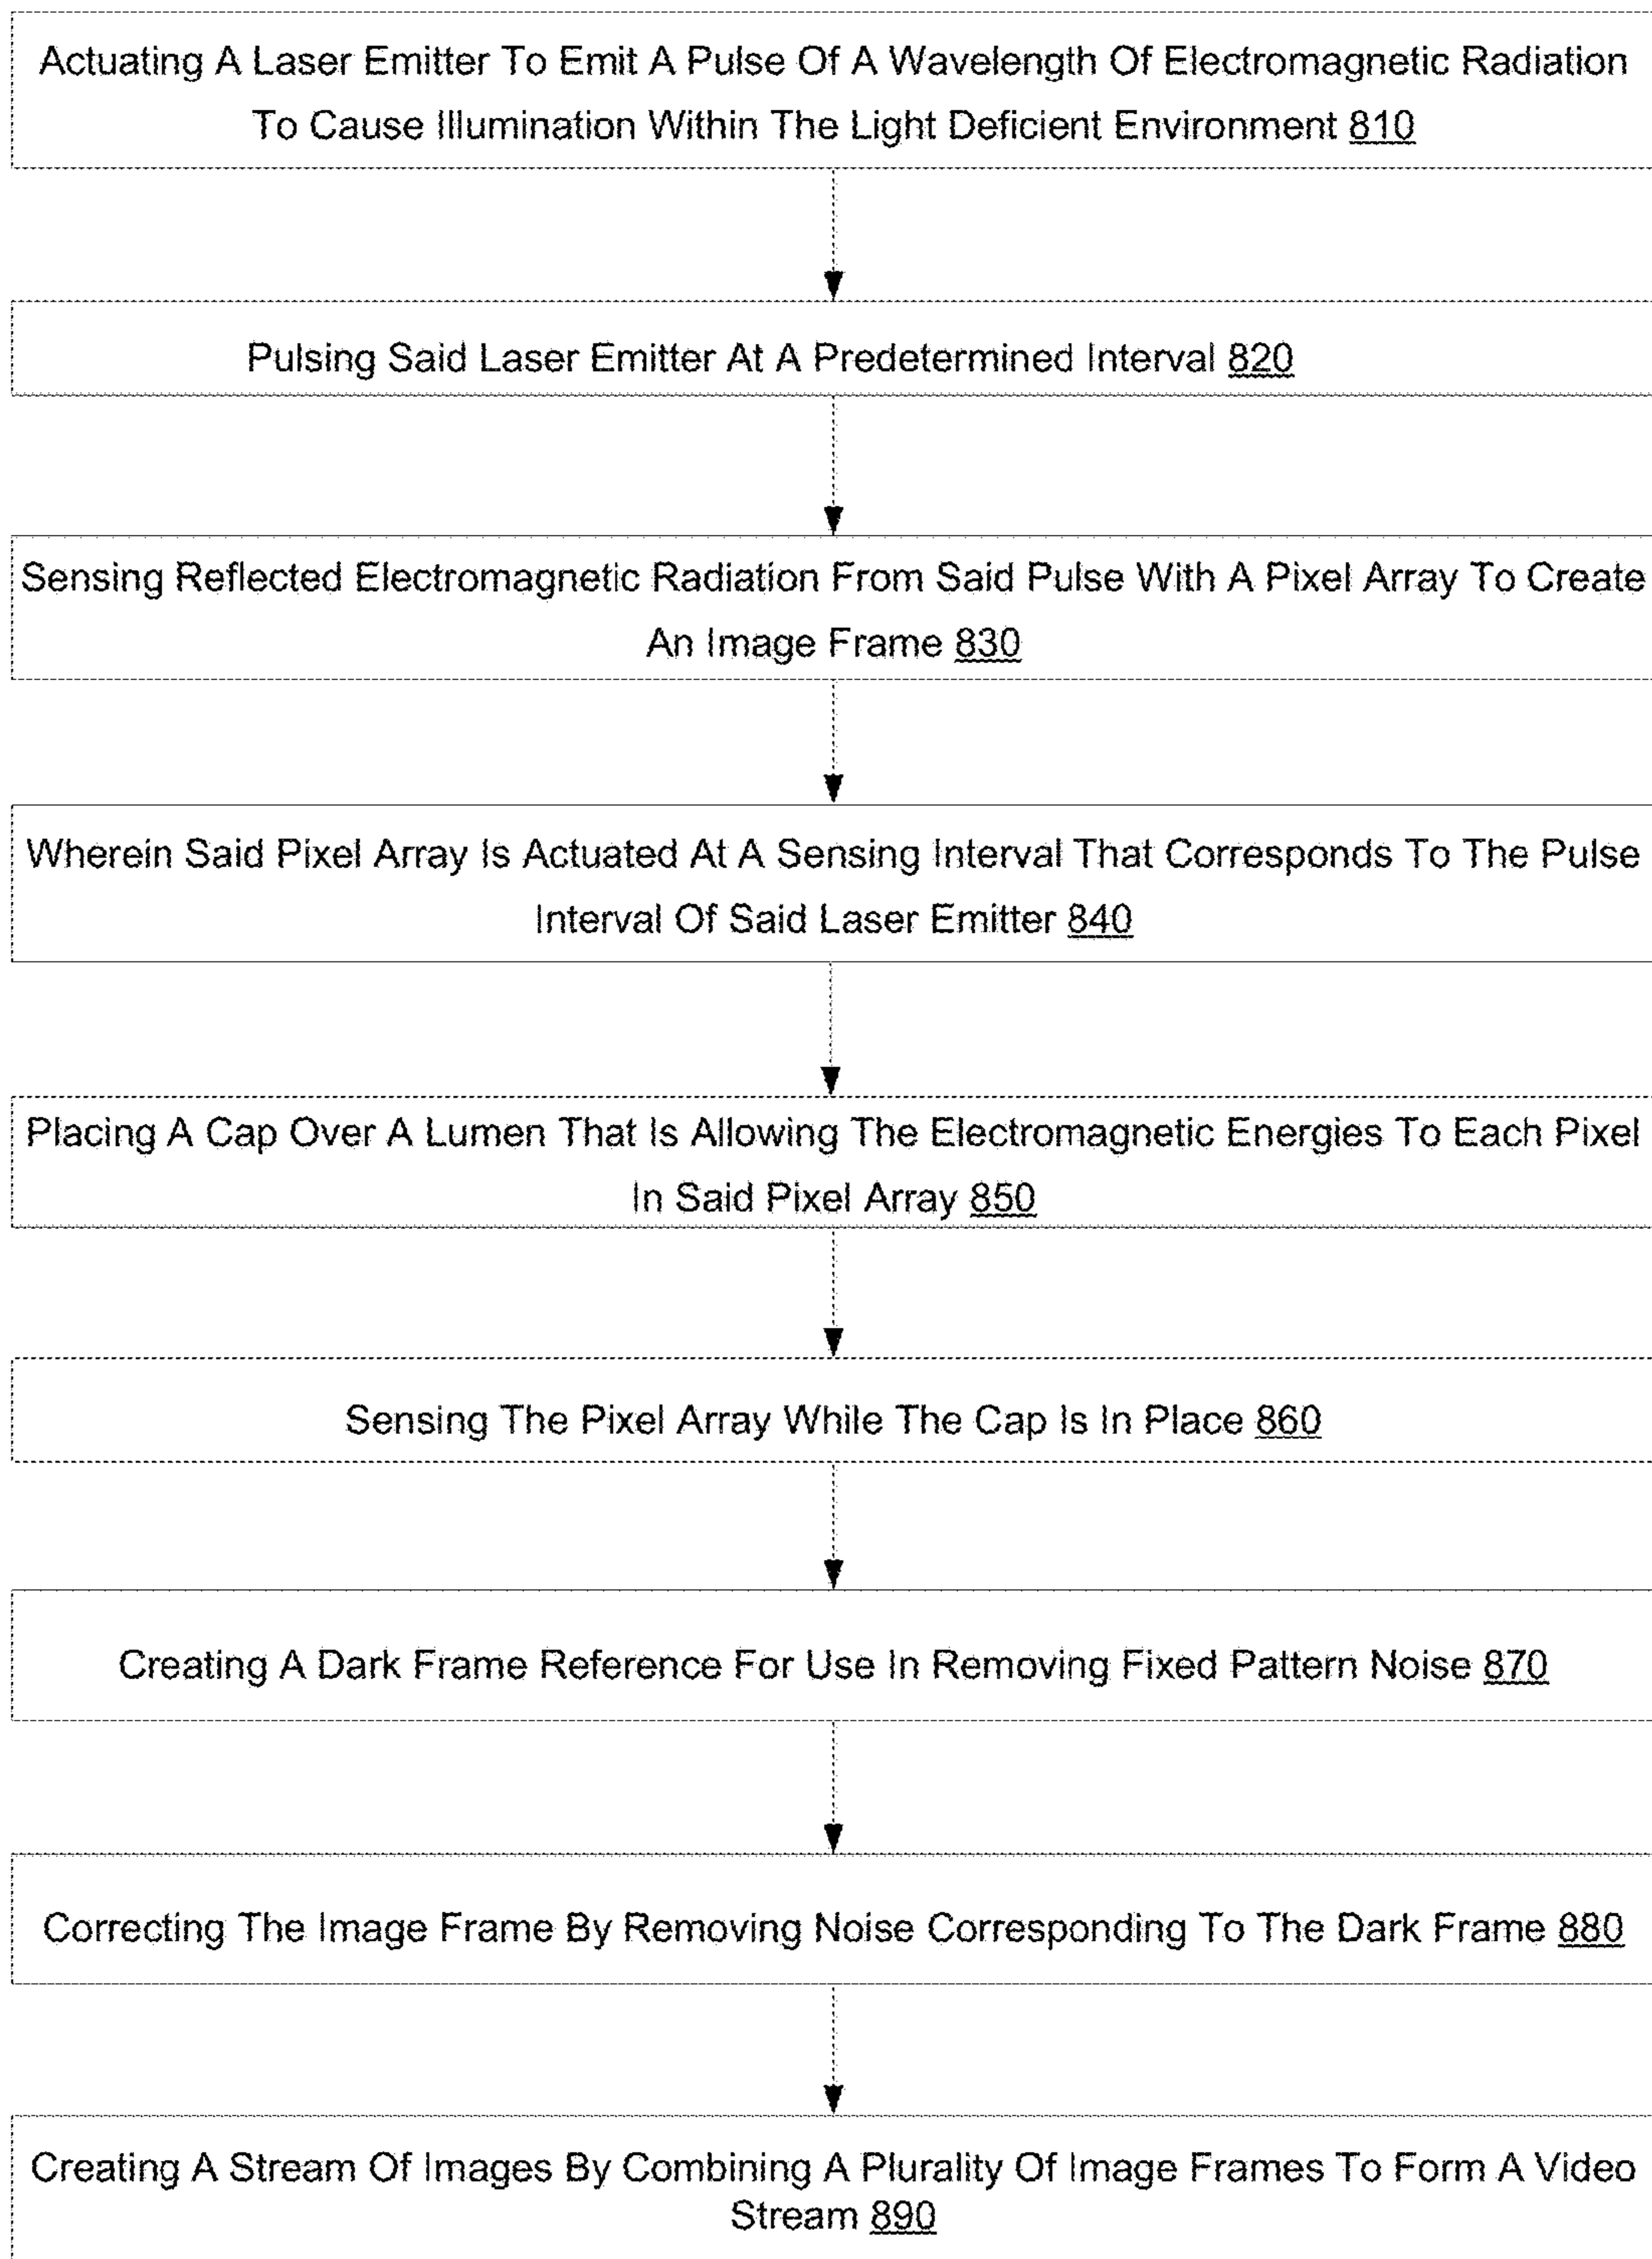 Actuating A Laser Emitter To Emit A Pulse Of A Wavelength Of Electromagnetic Radiation
To Cause Illumination Within The Light Deficient Environment 810
Pulsing Said Laser Emitter At A Predetermined Interval 820
Sensing Reflected Electromagnetic Radiation From Said Pulse With A Pixel Array To Create
An Image Frame 830
Wherein Said Pixel Array Is Actuated At A Sensing Interval That Corresponds To The Pulse
Interval Of Said Laser Emitter 840
Placing A Cap Over A Lumen That Is Allowing The Electromagnetic Energies To Each Pixel
In Said Pixel Array 850
Sensing The Pixel Array While The Cap Is In Place 860
Creating A Dark Frame Reference For Use In Removing Fixed Pattern Noise 870
Correcting The Image Frame By Removing Noise Corresponding To The Dark Frame 880
Creating A Stream Of Images By Combining A Plurality Of Image Frames To Form A Video
Stream 890